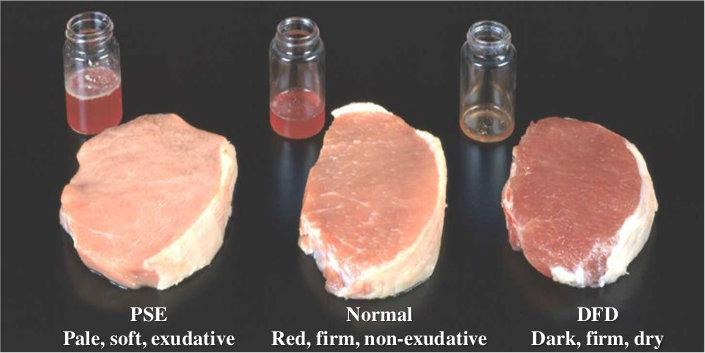 PSE
Pale, soft, exudative
Normal
Red, firm, non-exudative
DFD
Dark, firm, dry